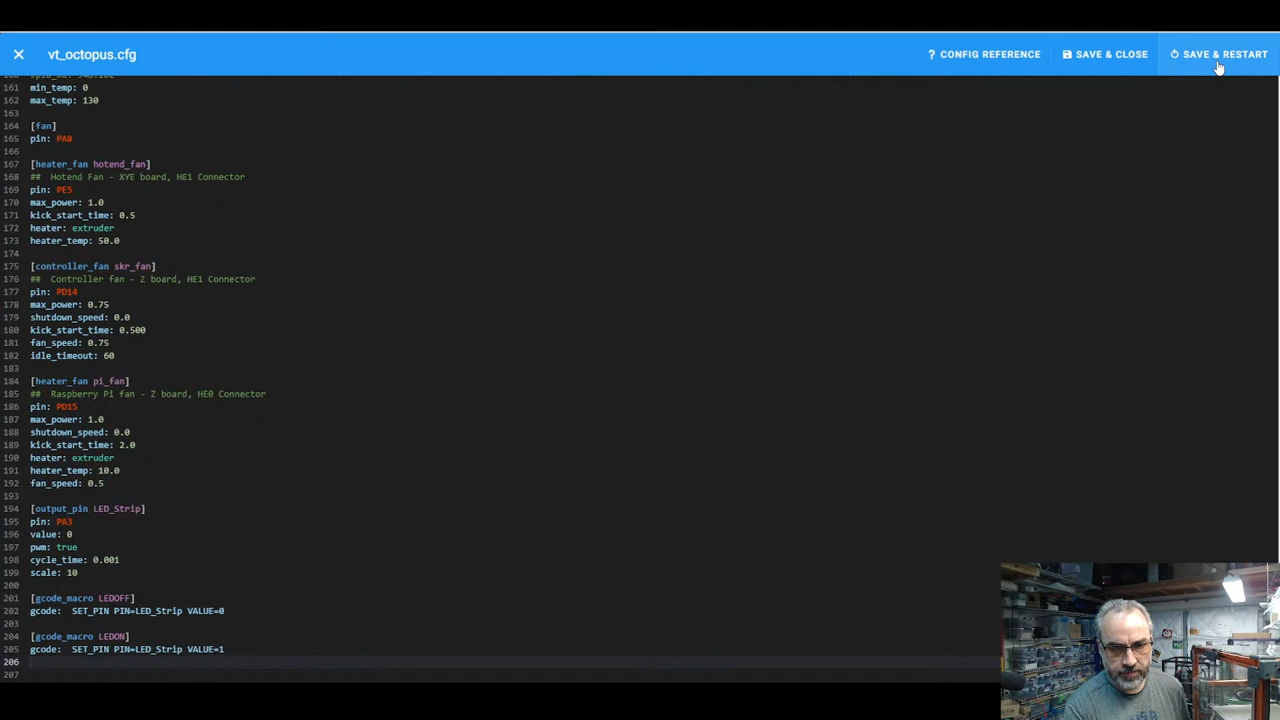 vt_octopus.cfg
? CONFIG REFERENCE
SAVE & CLOSE
SAVE & RESTART
161 min_temp: 0
162 max_temp: 130
163
164 [fan]
165 pin: PA8
166
167 [heater_fan hotend_fan]
168 ## Hotend Fan - XYE board, HE1 Connector
169 pin: PE5
170 max_power: 1.0
171 kick_start_time: 0.5
172 heater: extruder
173 heater_temp: 50.0
174
175 [controller_fan skr_fan]
176 ## Controller fan - Z board, HE1 Connector
177 pin: PD14
178 max_power: 0.75
179 shutdown_speed: 0.0
180 kick_start_time: 0.500
181 fan_speed: 0.75
182 idle_timeout: 60
183
184 [heater_fan pi_fan]
185 ## Raspberry Pi fan - Z board, HE0 Connector
186 pin: PD15
187 max_power: 1.0
188 shutdown_speed: 0.0
189 kick_start_time: 2.0
190 heater: extruder
191 heater_temp: 10.0
192 fan_speed: 0.5
193
194 [output_pin LED_Strip]
195 pin: PA3
196 value: 0
197 pwm: true
198 cycle_time: 0.001
199 scale: 10
200
201 [gcode_macro LEDOFF]
202 gcode: SET_PIN PIN=LED_Strip VALUE=0
203
204 [gcode_macro LEDON]
205 gcode: SET_PIN PIN=LED_Strip VALUE=1
206
207